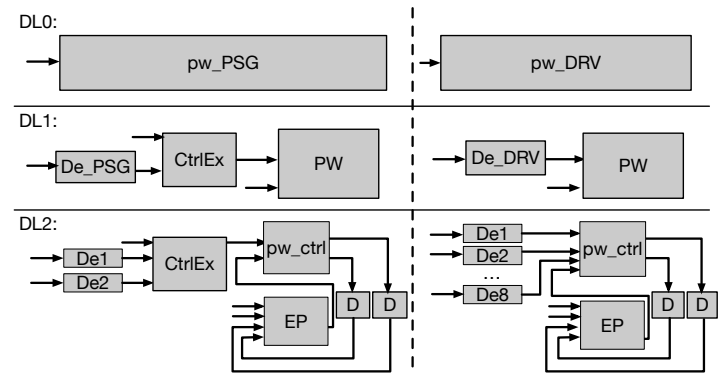 DL0:
pw_PSG
pw_DRV
DL1:
De_PSG
CtrlEx
PW
De_DRV
PW
DL2:
De1
De2
CtrlEx
pw_ctrl
EP
D
D
De1
De2
...
De8
pw_ctrl
EP
D
D